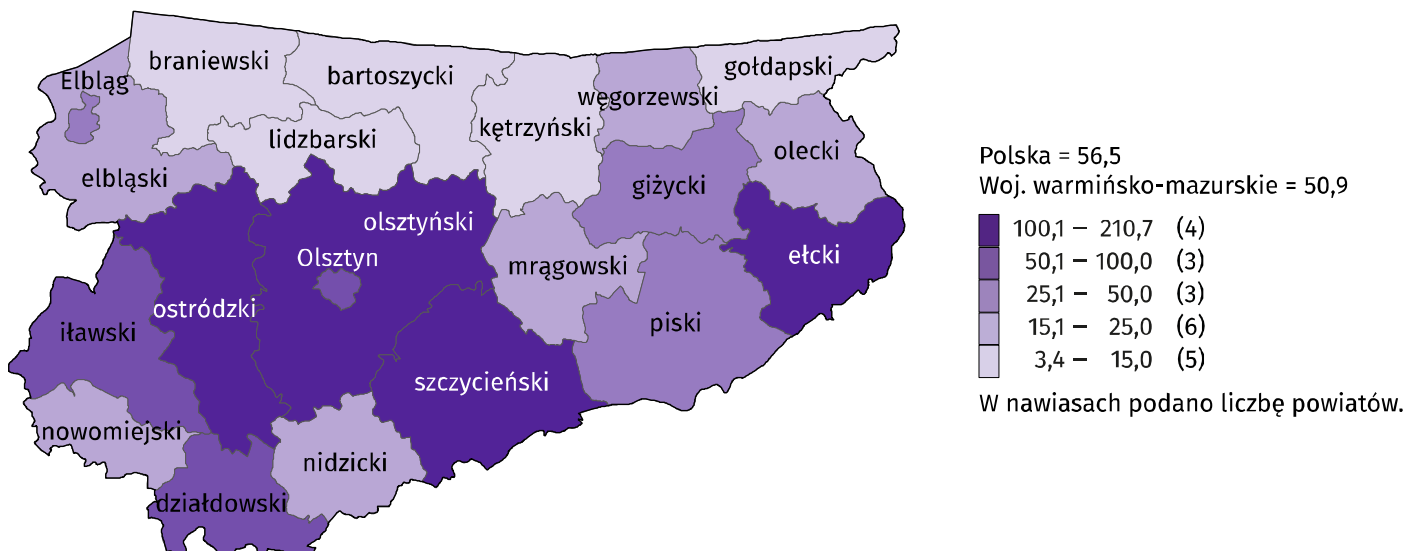 braniewski
gołdapski
bartoszycki
Elbląg
węgorzewski
kętrzyński
lidzbarski
olecki
elbląski
giżycki
olsztyński
ełcki
Olsztyn
mrągowski
ostródzki
piski
iławski
szczycieński
nowomiejski
nidzicki
działdowski
Polska = 56,5
Woj. warmińsko-mazurskie = 50,9
100,1 – 210,7 (4)
50,1 – 100,0 (3)
25,1 – 50,0 (3)
15,1 – 25,0 (6)
3,4 – 15,0 (5)
W nawiasach podano liczbę powiatów.